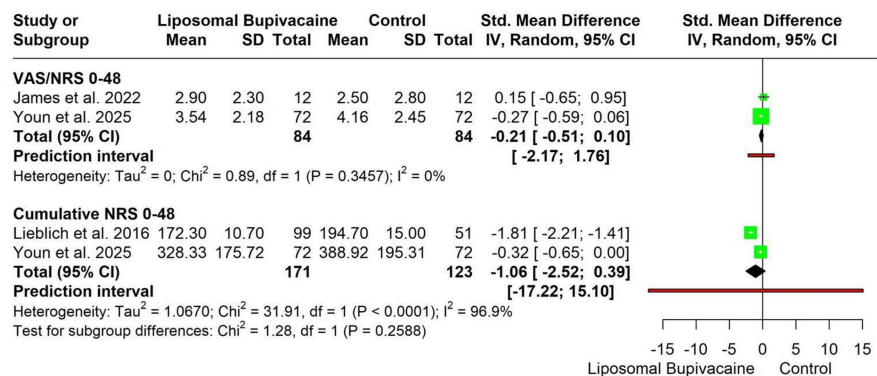 Study or Liposomal Bupivacaine Control Std. Mean Difference Std. Mean Difference
Subgroup Mean SD Total Mean SD Total IV, Random, 95% CI IV, Random, 95% CI
VAS/NRS 0-48
James et al. 2022 2.90 2.30 12 2.50 2.80 12 0.15 [ -0.65; 0.95]
Youn et al. 2025 3.54 2.18 72 4.16 2.45 72 -0.27 [ -0.59; 0.06]
Total (95% CI) 84 84 -0.21 [ -0.51; 0.10]
Prediction interval [ -2.17; 1.76]
Heterogeneity: Tau² = 0; Chi² = 0.89, df = 1 (P = 0.3457); I² = 0%
Cumulative NRS 0-48
Lieblich et al. 2016 172.30 10.70 99 194.70 15.00 51 -1.81 [ -2.21; -1.41]
Youn et al. 2025 328.33 175.72 72 388.92 195.31 72 -0.32 [ -0.65; 0.00]
Total (95% CI) 171 123 -1.06 [ -2.52; 0.39]
Prediction interval [-17.22; 15.10]
Heterogeneity: Tau² = 1.0670; Chi² = 31.91, df = 1 (P < 0.0001); I² = 96.9%
Test for subgroup differences: Chi² = 1.28, df = 1 (P = 0.2588)
-15 -10 -5 0 5 10 15
Liposomal Bupivacaine Control